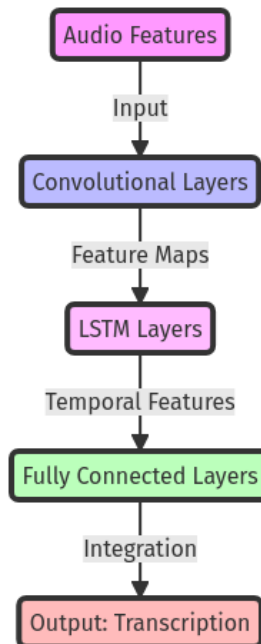 Audio Features
Input
Convolutional Layers
Feature Maps
LSTM Layers
Temporal Features
Fully Connected Layers
Integration
Output: Transcription